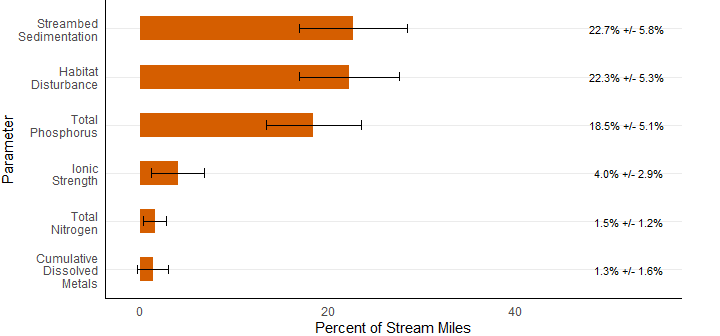 Streambed
Sedimentation
22.7% +/- 5.8%
Habitat
Disturbance
22.3% +/- 5.3%
Total
Phosphorus
18.5% +/- 5.1%
Ionic
Strength
4.0% +/- 2.9%
Total
Nitrogen
1.5% +/- 1.2%
Cumulative
Dissolved
Metals
1.3% +/- 1.6%
Parameter
0
20
40
Percent of Stream Miles